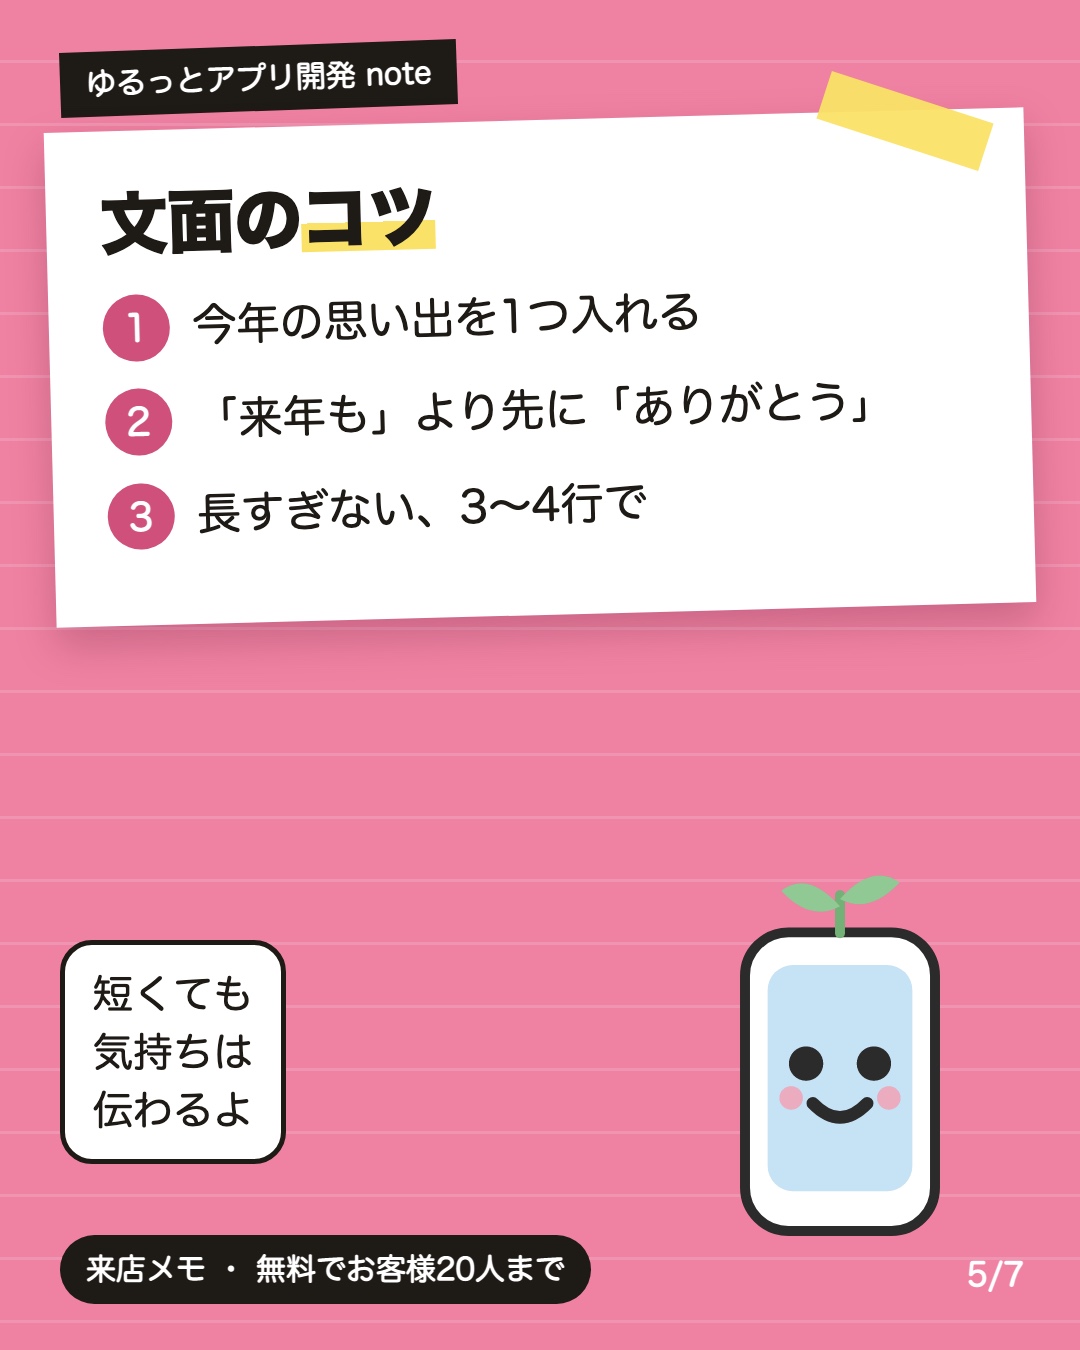 ゆるっとアプリ開発 note
文面のコツ
1 今年の思い出を1つ入れる
2 「来年も」より先に「ありがとう」
3 長すぎない、3〜4行で
短くても
気持ちは
伝わるよ
来店メモ ・ 無料でお客様20人まで
5/7